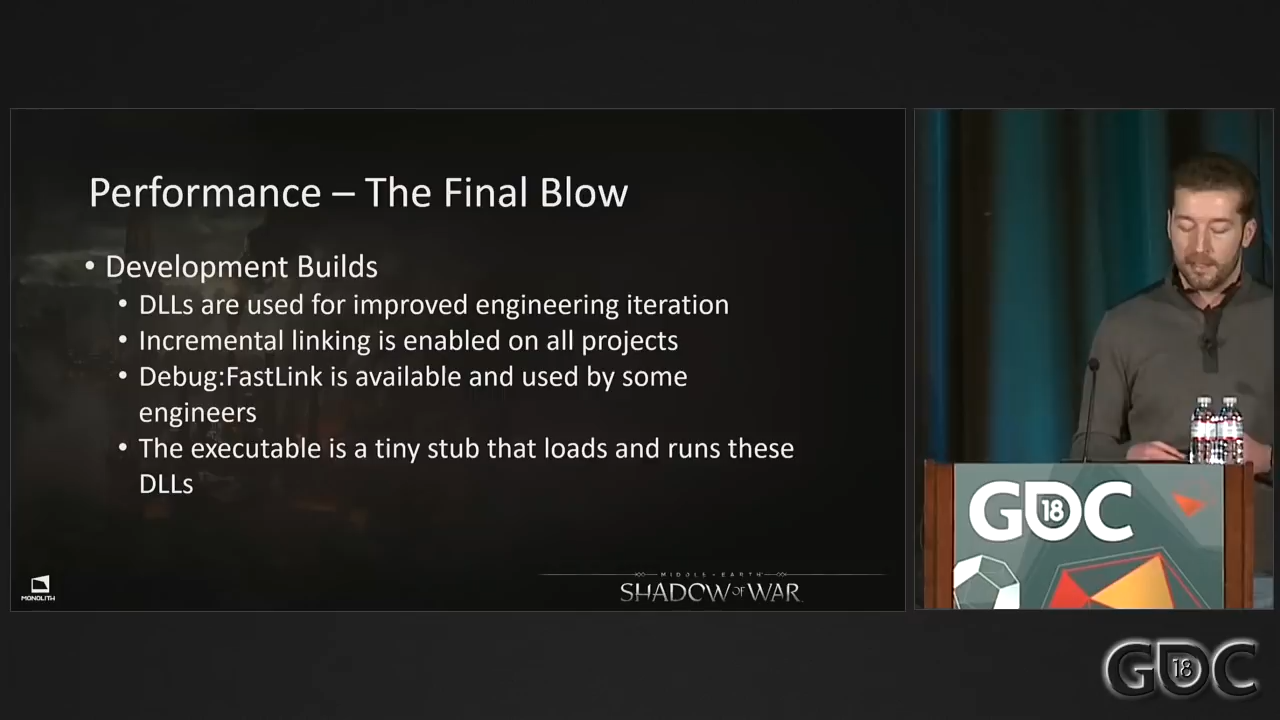 Performance – The Final Blow
• Development Builds
• DLLs are used for improved engineering iteration
• Incremental linking is enabled on all projects
• Debug:FastLink is available and used by some
engineers
• The executable is a tiny stub that loads and runs these
DLLs
MONOLITH
MIDDLE-EARTH
SHADOW OF WAR
GDC
18
GDC
18